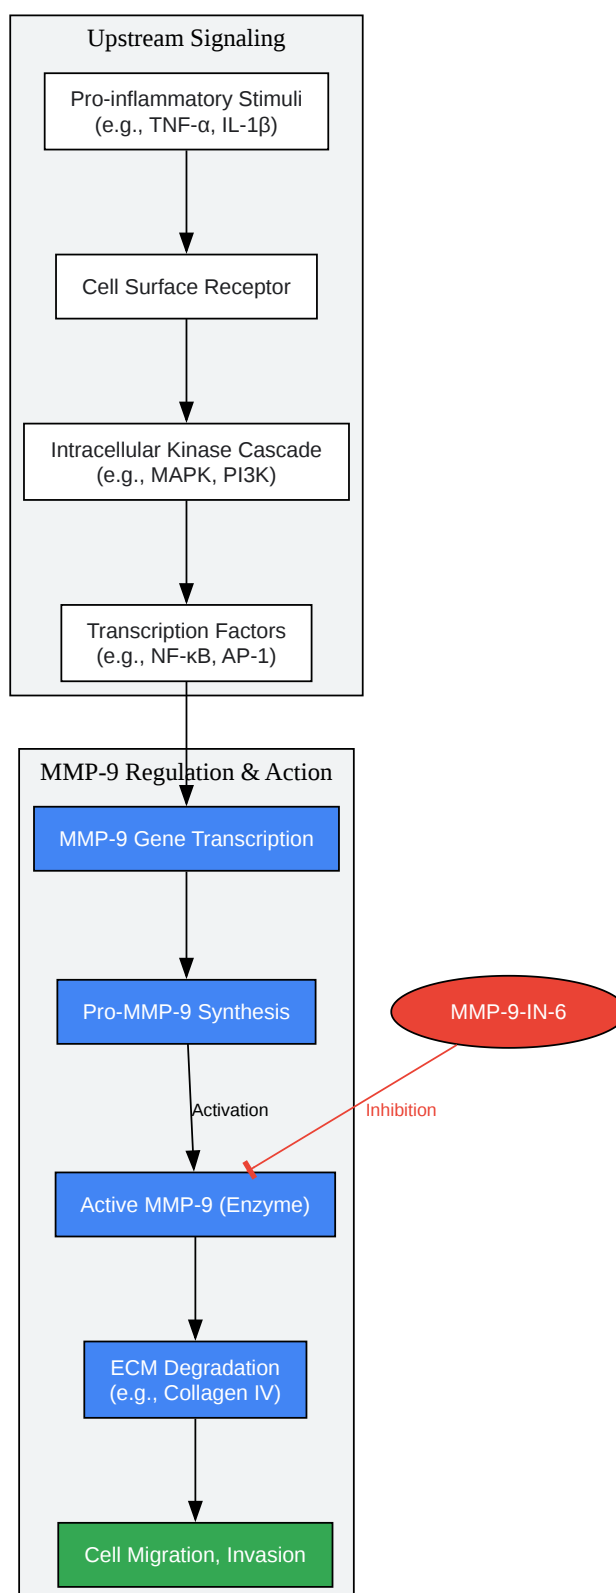 Upstream Signaling
Pro-inflammatory Stimuli
(e.g., TNF-α, IL-1β)
Cell Surface Receptor
Intracellular Kinase Cascade
(e.g., MAPK, PI3K)
Transcription Factors
(e.g., NF-κB, AP-1)
MMP-9 Regulation & Action
MMP-9 Gene Transcription
Pro-MMP-9 Synthesis
MMP-9-IN-6
Activation
Inhibition
Active MMP-9 (Enzyme)
ECM Degradation
(e.g., Collagen IV)
Cell Migration, Invasion